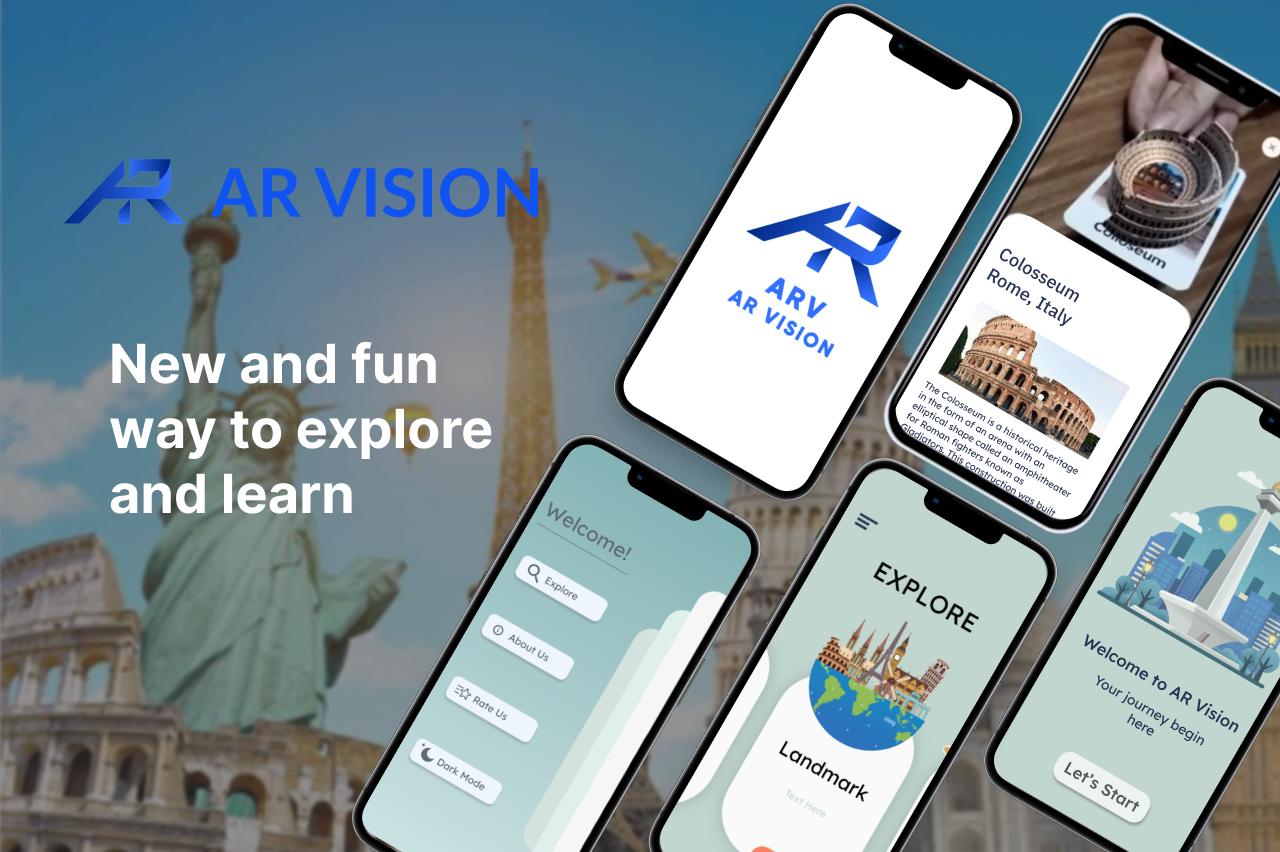 AR VISION
New and fun
way to explore
and learn
ARV
AR VISION
Colosseum
Colosseum
Rome, Italy
The Colosseum is a historical heritage
in the form of an arena with an
elliptical shape called an amphitheater
for Roman fighters known as
Gladiators. This construction was built
Welcome!
Explore
About Us
Rate Us
Dark Mode
EXPLORE
Landmark
Text Here
Welcome to AR Vision
Your journey begin
here
Let's Start